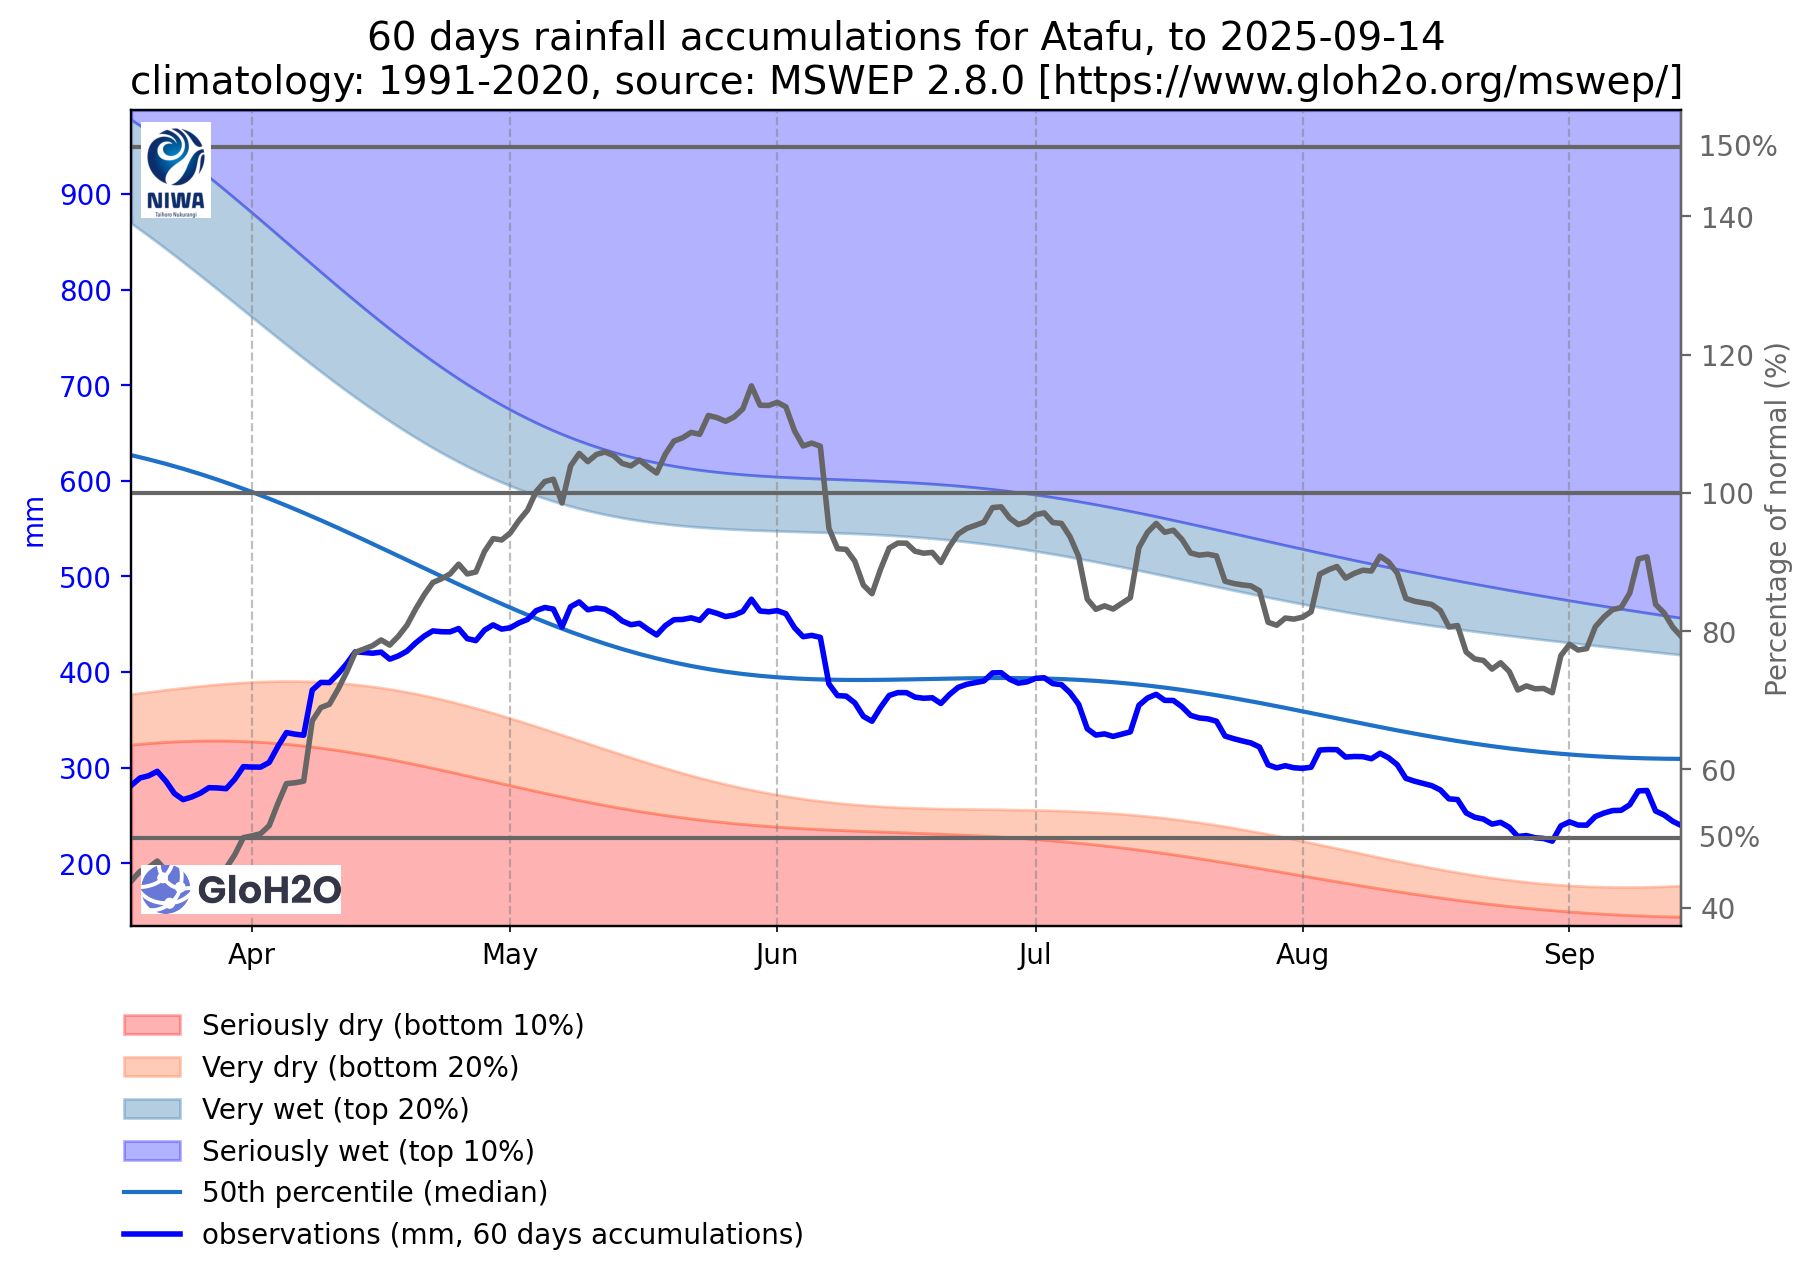 60 days rainfall accumulations for Atafu, to 2025-09-14
climatology: 1991-2020, source: MSWEP 2.8.0 [https://www.gloh2o.org/mswep/]
NIWA
Taihoro Nukurangi
900
800
700
600
500
400
300
200
mm
150%
140
120
100
80
60
50%
40
Percentage of normal (%)
GloH2O
Apr
May
Jun
Jul
Aug
Sep
Seriously dry (bottom 10%)
Very dry (bottom 20%)
Very wet (top 20%)
Seriously wet (top 10%)
50th percentile (median)
observations (mm, 60 days accumulations)